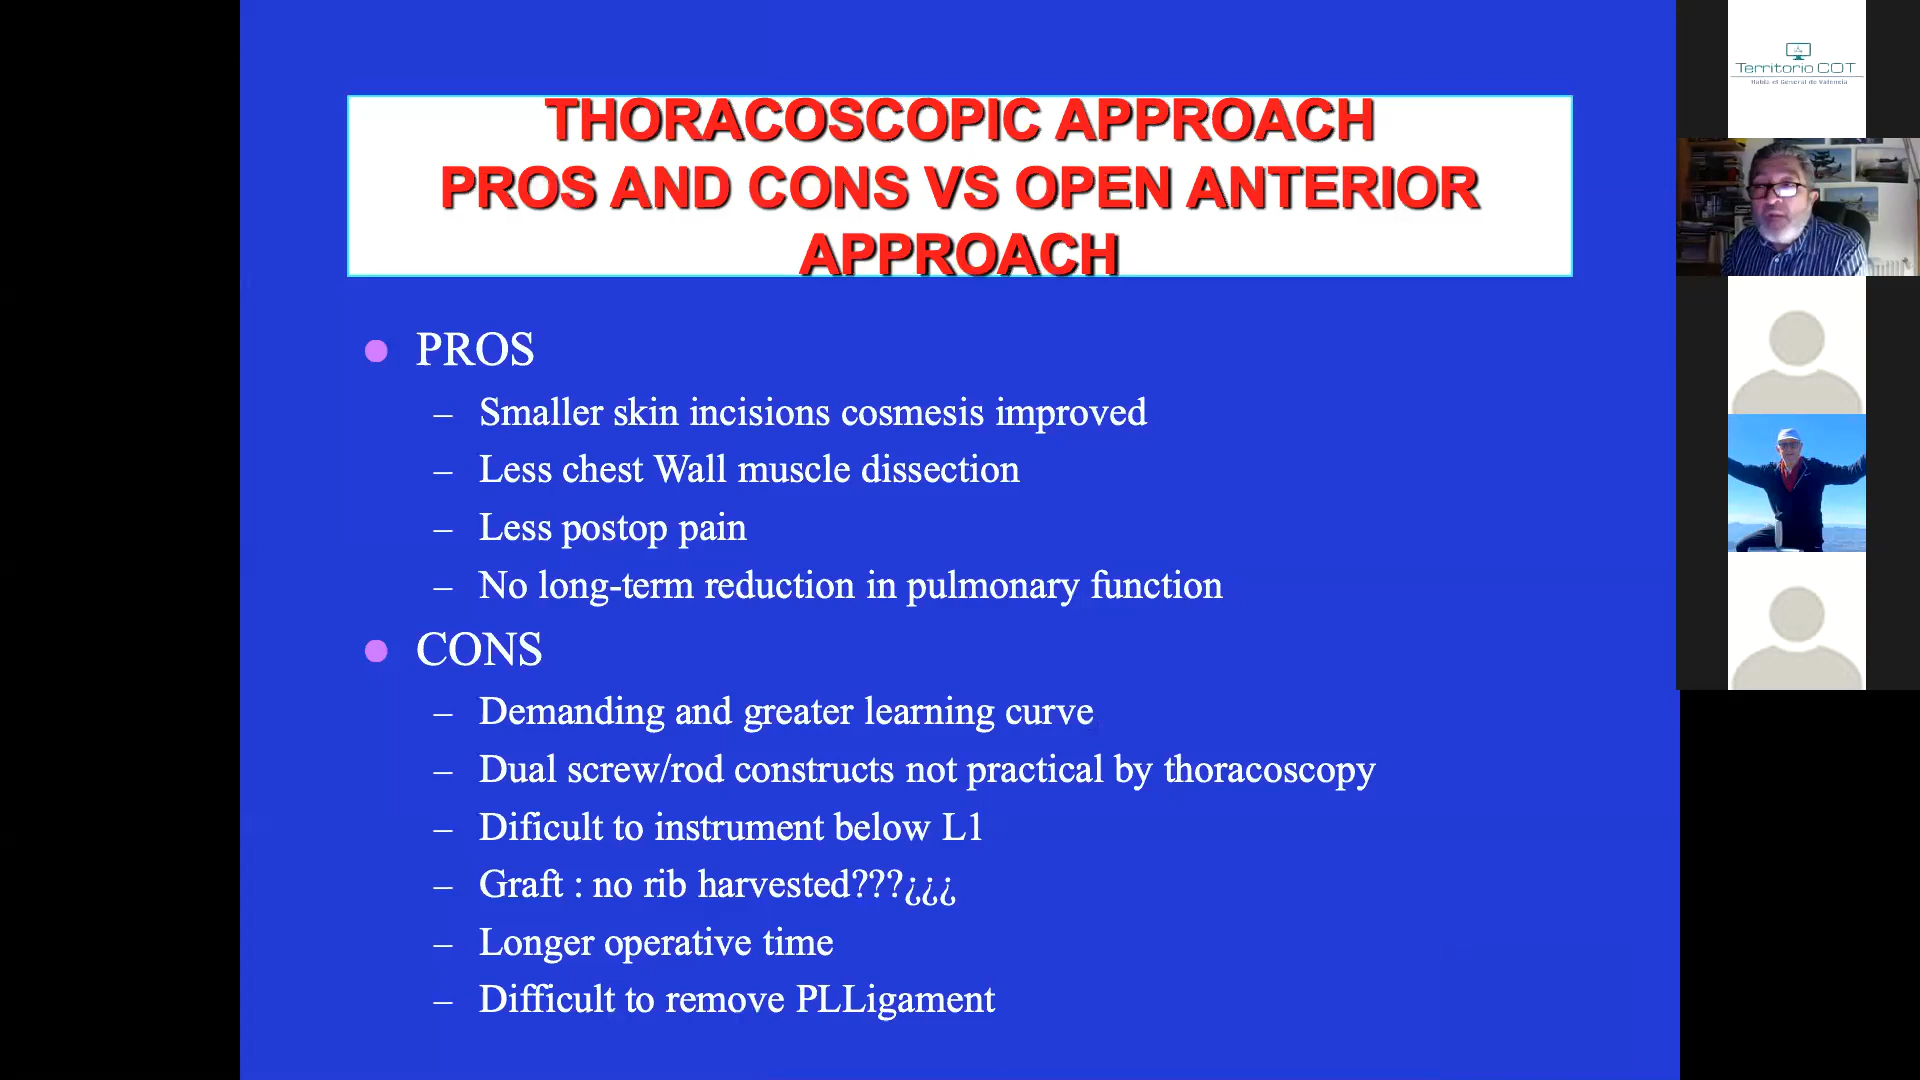 THORACOSCOPIC APPROACH
PROS AND CONS VS OPEN ANTERIOR
APPROACH
PROS
– Smaller skin incisions cosmesis improved
– Less chest Wall muscle dissection
– Less postop pain
– No long-term reduction in pulmonary function
CONS
– Demanding and greater learning curve
– Dual screw/rod constructs not practical by thoracoscopy
– Dificult to instrument below L1
– Graft : no rib harvested???¿¿¿
– Longer operative time
– Difficult to remove PLLigament
Territorio COT